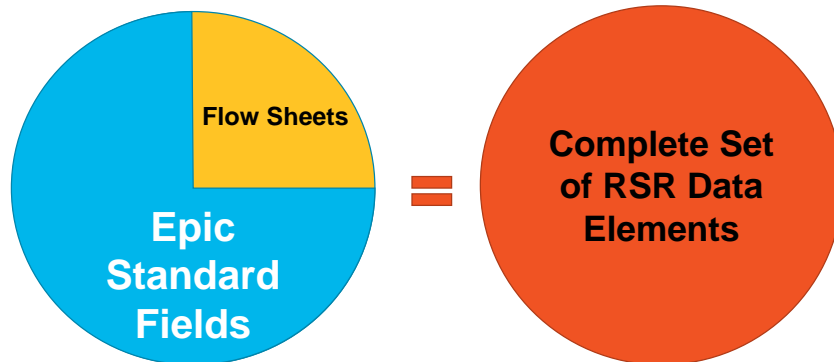 Flow Sheets
Epic
Standard
Fields
=
Complete Set
of RSR Data
Elements